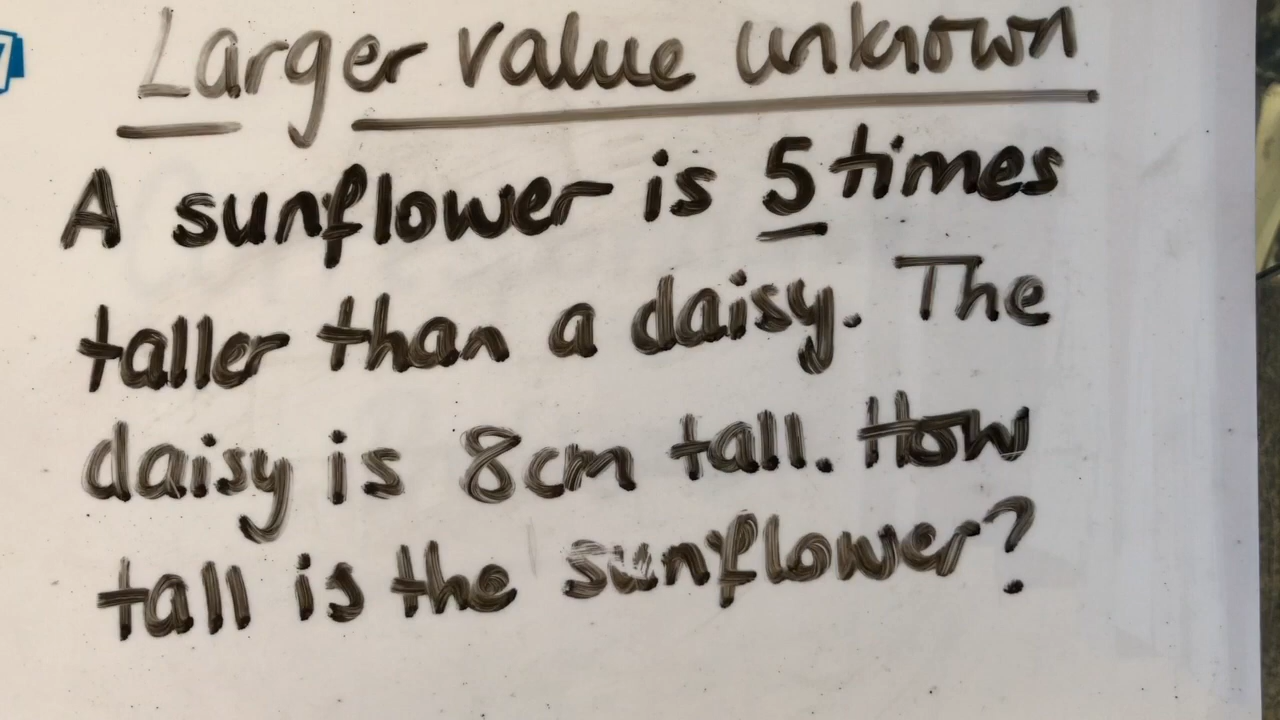 Larger value unknown
A sunflower is 5 times
taller than a daisy. The
daisy is 8cm tall. How
tall is the sunflower?